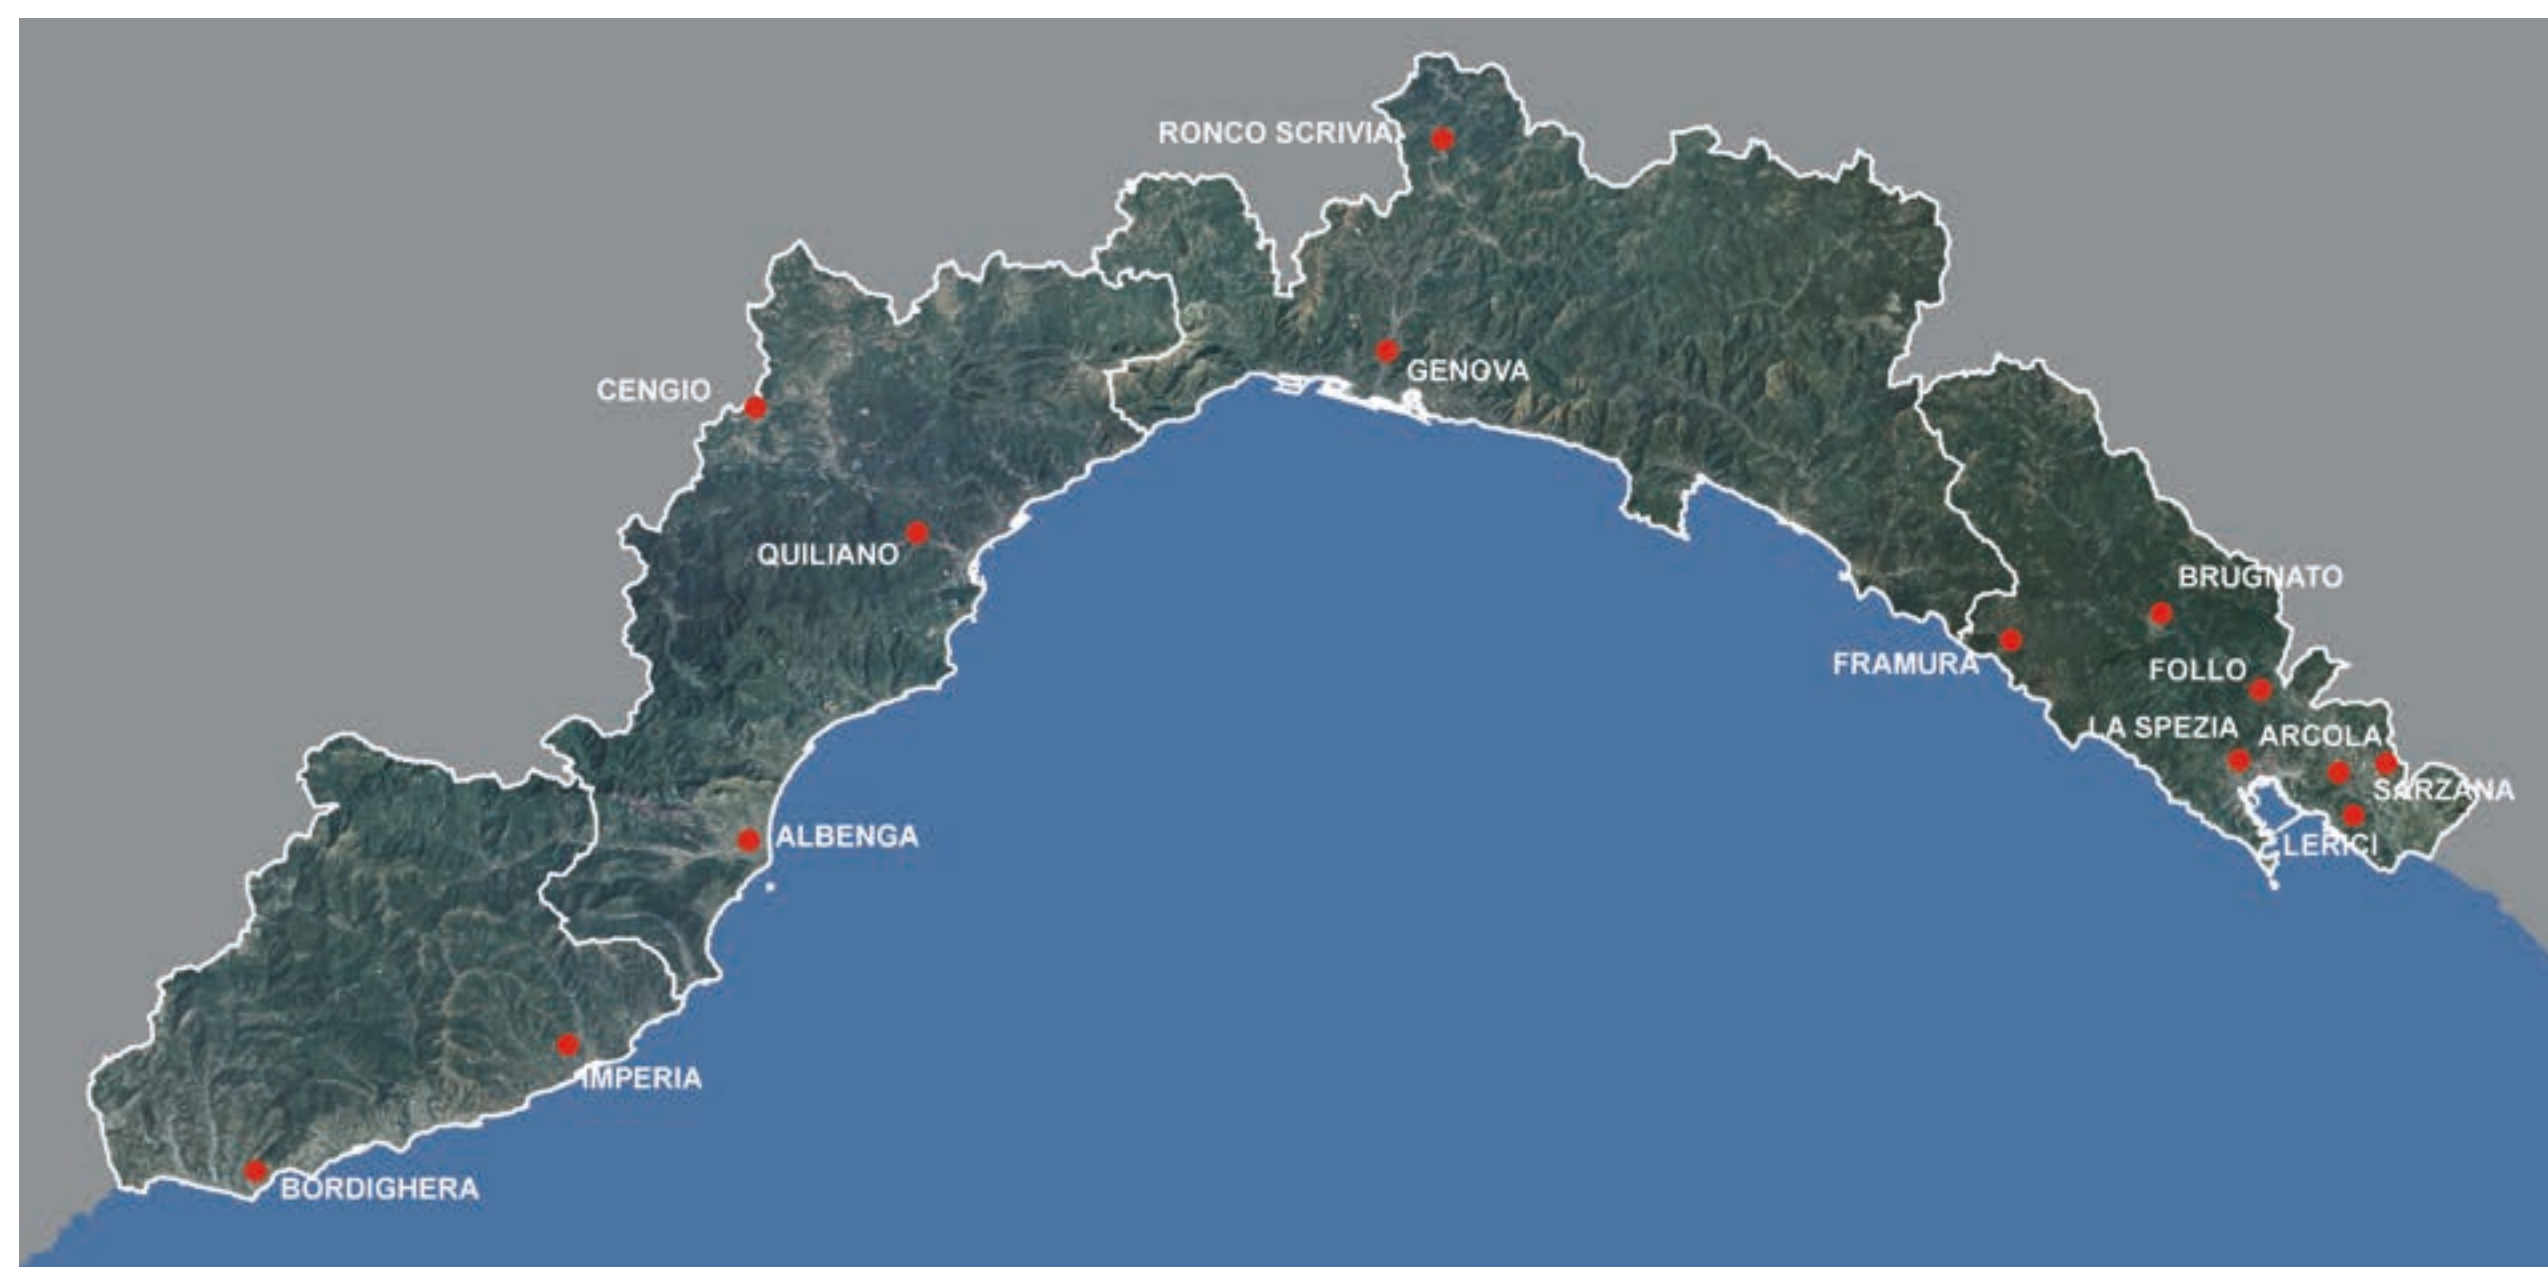 RONCO SCRIVIA
GENOVA
CENGIO
QUILIANO
BRUGNATO
FRAMURA
FOLLO
LA SPEZIA
ARCOLA
SARZANA
LERICI
ALBENGA
IMPERIA
BORDIGHERA